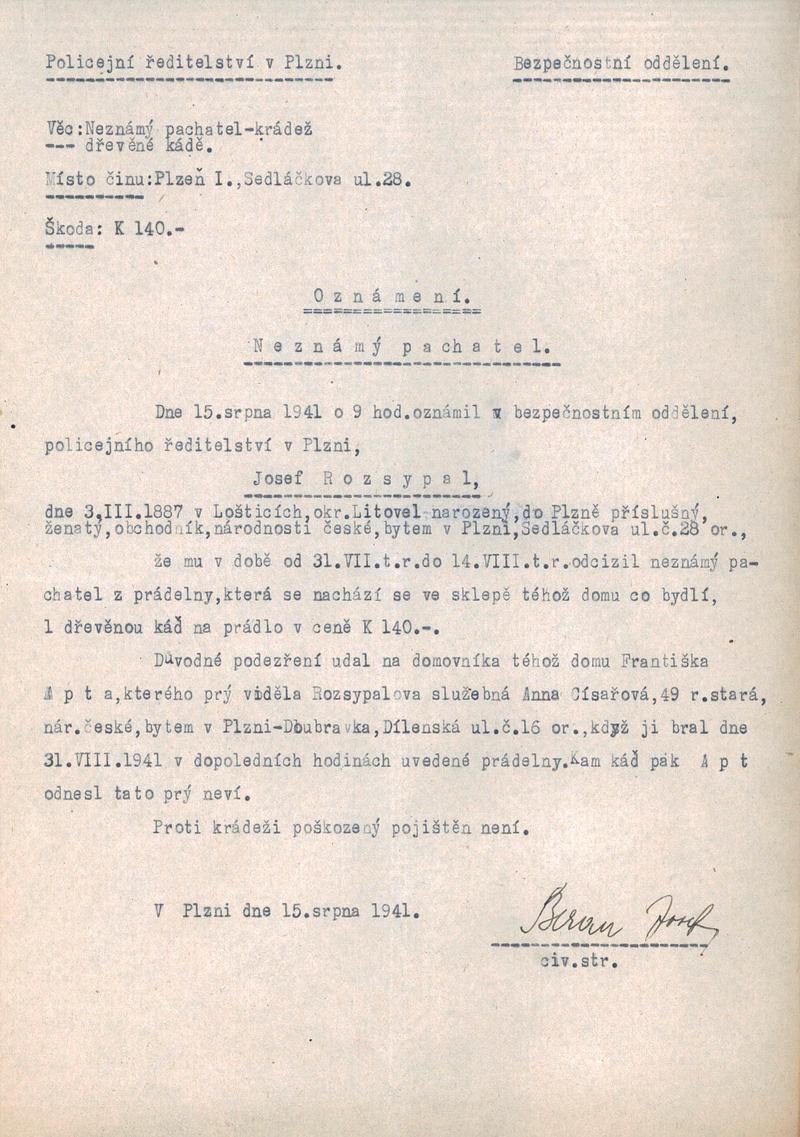 Policejní ředitelství v Plzni. Bezpečnostní oddělení.
Věc:Neznámý pachatel-krádež
--- dřevěné kádě.
Místo činu:Plzeň I.,Sedláčkova ul.28.
Škoda: K 140.-
O z n á m e n í.
N e z n á m ý p a c h a t e l.
Dne 15.srpna 1941 o 9 hod.oznámil v bezpečnostním oddělení,
policejního ředitelství v Plzni,
Josef R o z s y p a l,
dne 3.III.1887 v Lošticích,okr.Litovel narozený,do Plzně příslušný,
ženatý,obchodník,národnosti české,bytem v Plzni,Sedláčkova ul.č.28 or.,
že mu v době od 31.VII.t.r.do 14.VIII.t.r.odcizil neznámý pa-
chatel z prádelny,která se nachází se ve sklepě téhož domu co bydlí,
1 dřevěnou káď na prádlo v ceně K 140.-.
Důvodné podezření udal na domovníka téhož domu Františka
A p t a,kterého prý viděla Rozsypalova služebná Anna Císařová,49 r.stará,
nár.české,bytem v Plzni-Doubravka,Dílenská ul.č.16 or.,když ji bral dne
31.VIII.1941 v dopoledních hodinách uvedené prádelny.Kam káď pak A p t
odnesl tato prý neví.
Proti krádeži poškozený pojištěn není.
V Plzni dne 15.srpna 1941.
Beran Josef
civ.str.